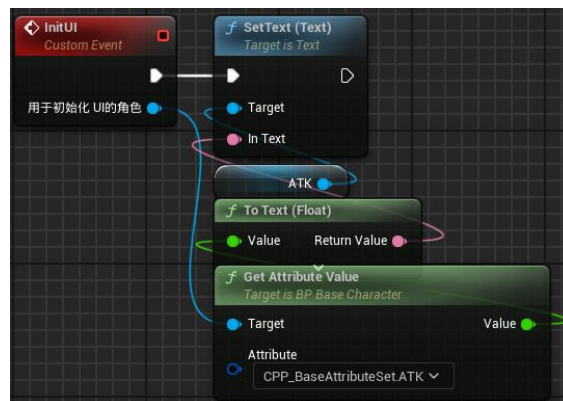 InitUI
Custom Event
用于初始化 UI的角色
f SetText (Text)
Target is Text
Target
In Text
ATK
f To Text (Float)
Value
Return Value
f Get Attribute Value
Target is BP Base Character
Target
Value
Attribute
CPP_BaseAttributeSet.ATK